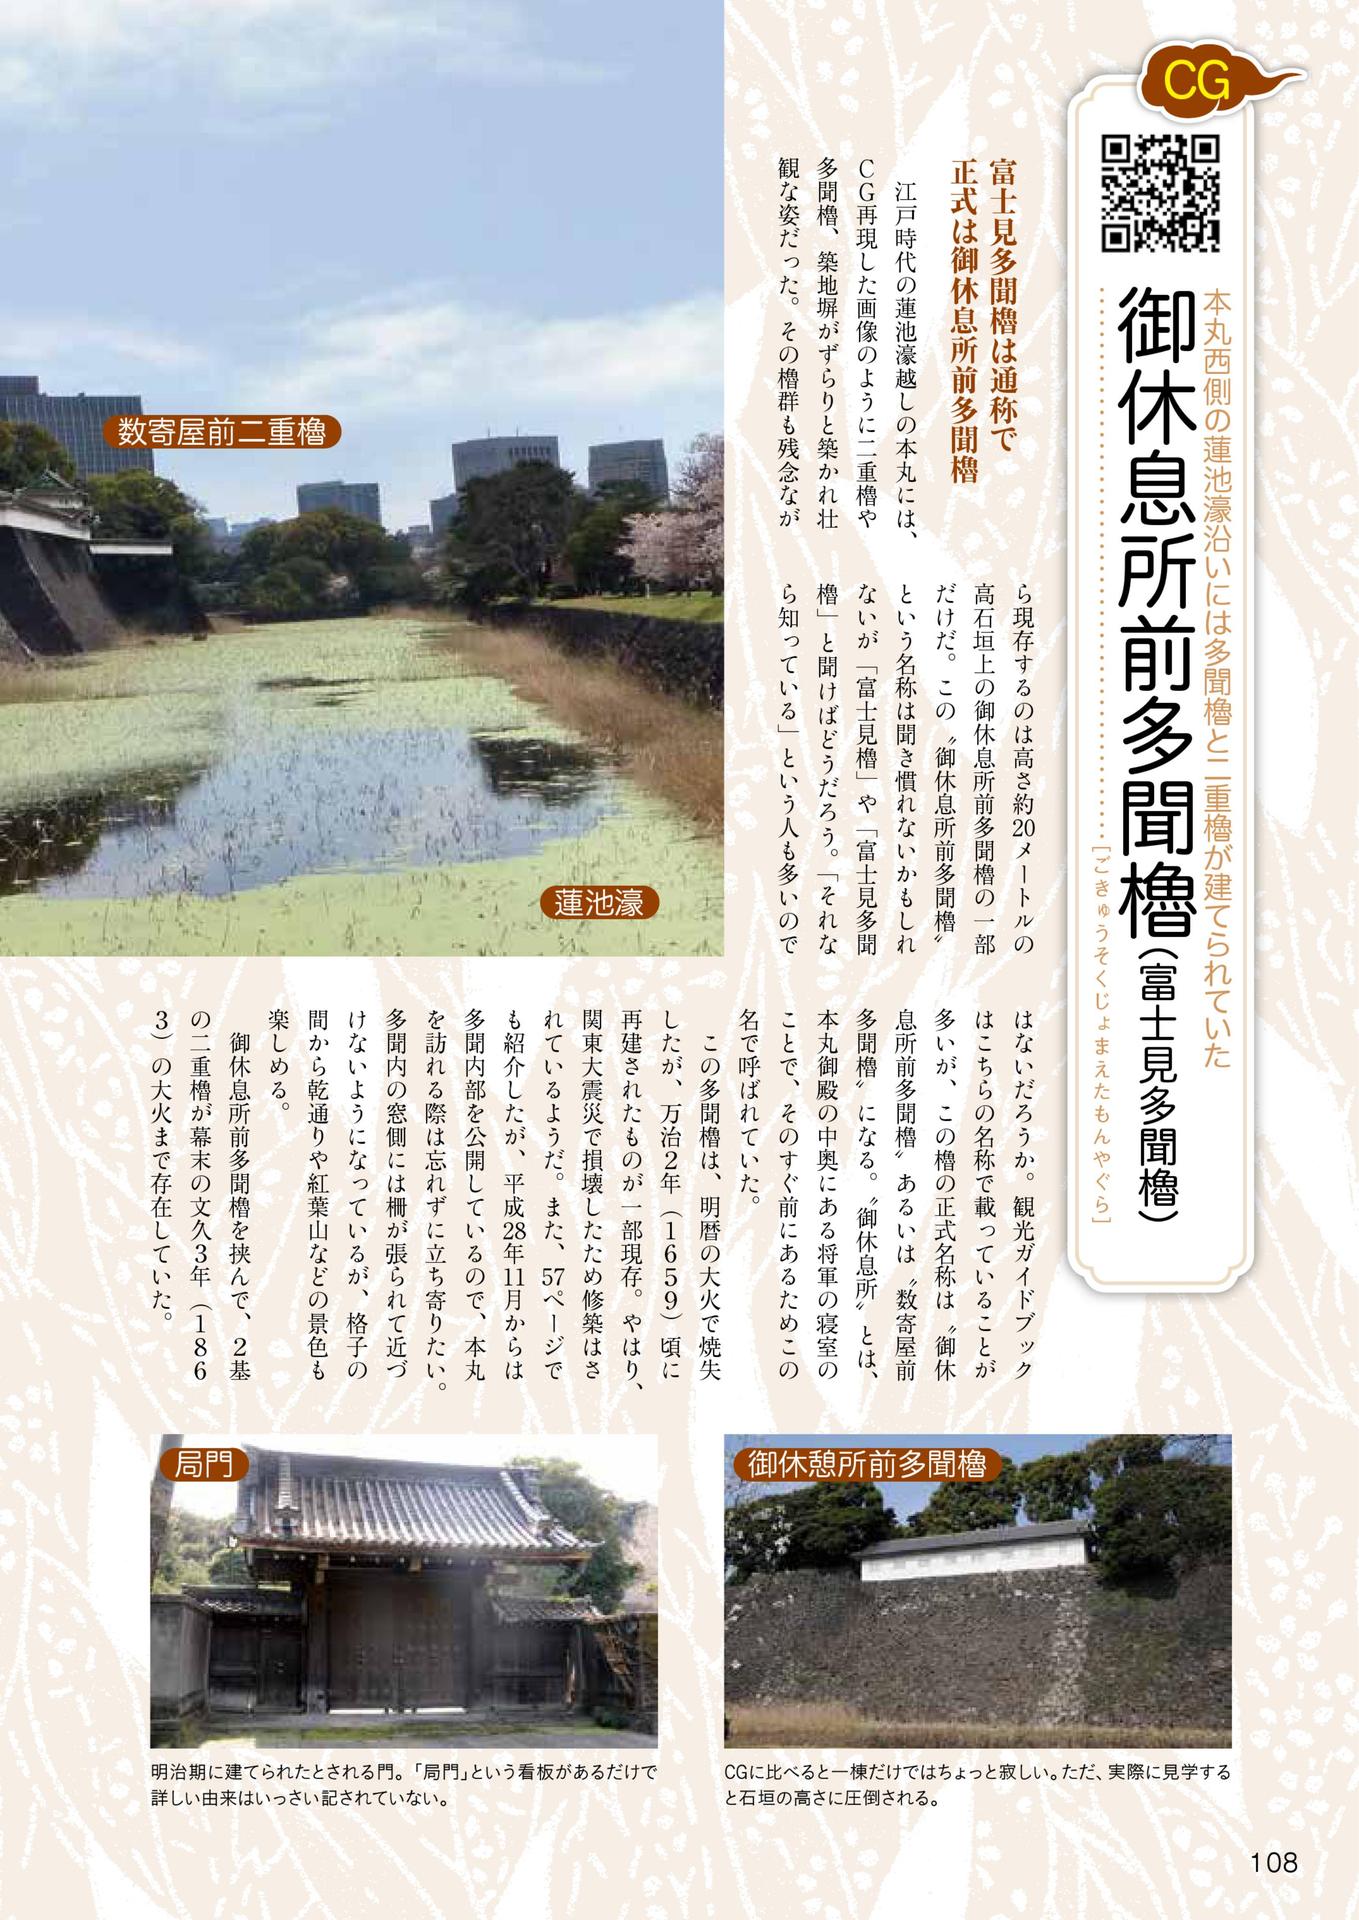 CG
本丸西側の蓮池濠沿いには多聞櫓と二重櫓が建てられていた
御休息所前多聞櫓(富士見多聞櫓)
[ごきゅうそくじょまえたもんやぐら]
富士見多聞櫓は通称で
正式は御休息所前多聞櫓
江戸時代の蓮池濠越しの本丸には、
CG再現した画像のように二重櫓や
多聞櫓、築地塀がずらりと築かれ壮
観な姿だった。その櫓群も残念なが
ら現存するのは高さ約20メートルの
高石垣上の御休息所前多聞櫓の一部
だけだ。この〝御休息所前多聞櫓〟
という名称は聞き慣れないかもしれ
ないが「富士見櫓」や「富士見多聞
櫓」と聞けばどうだろう。「それな
ら知っている」という人も多いので
はないだろうか。観光ガイドブック
はこちらの名称で載っていることが
多いが、この櫓の正式名称は〝御休
息所前多聞櫓〟あるいは〝数寄屋前
多聞櫓〟になる。〝御休息所〟とは、
本丸御殿の中奥にある将軍の寝室の
ことで、そのすぐ前にあるためこの
名で呼ばれていた。
この多聞櫓は、明暦の大火で焼失
したが、万治2年(1659)頃に
再建されたものが一部現存。やはり、
関東大震災で損壊したため修築はさ
れているようだ。また、57ページで
も紹介したが、平成28年11月からは
多聞内部を公開しているので、本丸
を訪れる際は忘れずに立ち寄りたい。
多聞内の窓側には柵が張られて近づ
けないようになっているが、格子の
間から乾通りや紅葉山などの景色も
楽しめる。
御休息所前多聞櫓を挟んで、2基
の二重櫓が幕末の文久3年(186
3)の大火まで存在していた。
数寄屋前二重櫓
蓮池濠
御休憩所前多聞櫓
CGに比べると一棟だけではちょっと寂しい。ただ、実際に見学する
と石垣の高さに圧倒される。
局門
明治期に建てられたとされる門。「局門」という看板があるだけで
詳しい由来はいっさい記されていない。
108